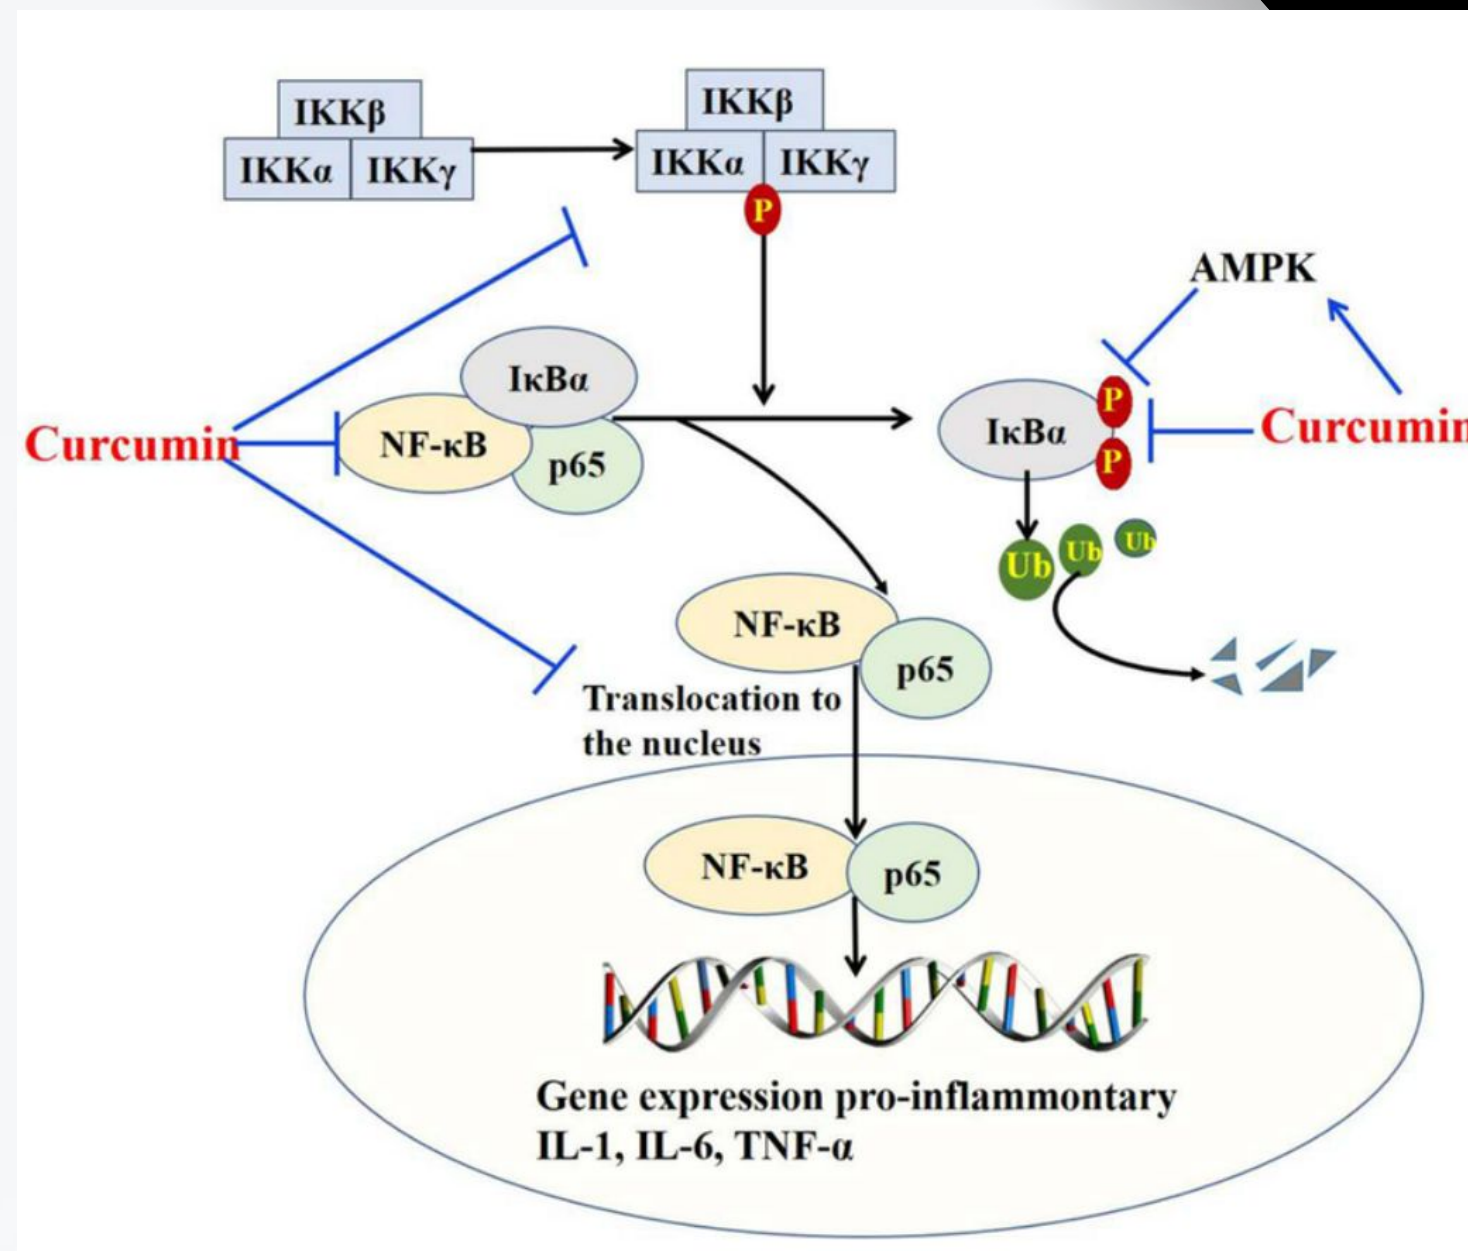 IKKβ
IKKα IKKγ
IKKβ
IKKα IKKγ
P
AMPK
IκBα
NF-κB
p65
Curcumin
IκBα
P
P
Curcumin
Ub Ub Ub
NF-κB
p65
Translocation to
the nucleus
NF-κB
p65
Gene expression pro-inflammontary
IL-1, IL-6, TNF-α